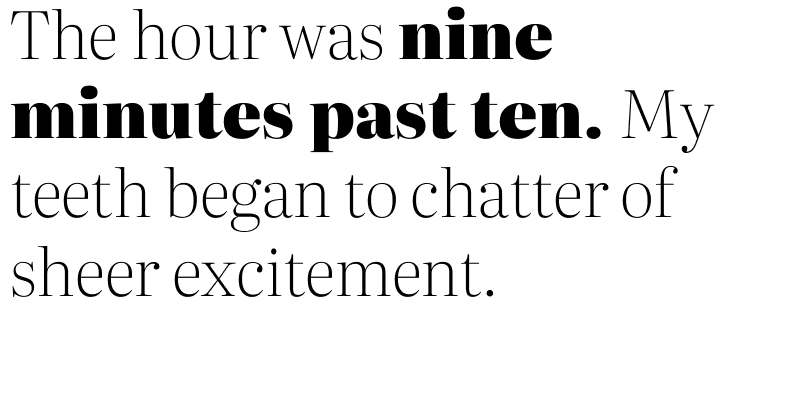 The hour was nine
minutes past ten. My
teeth began to chatter of
sheer excitement.